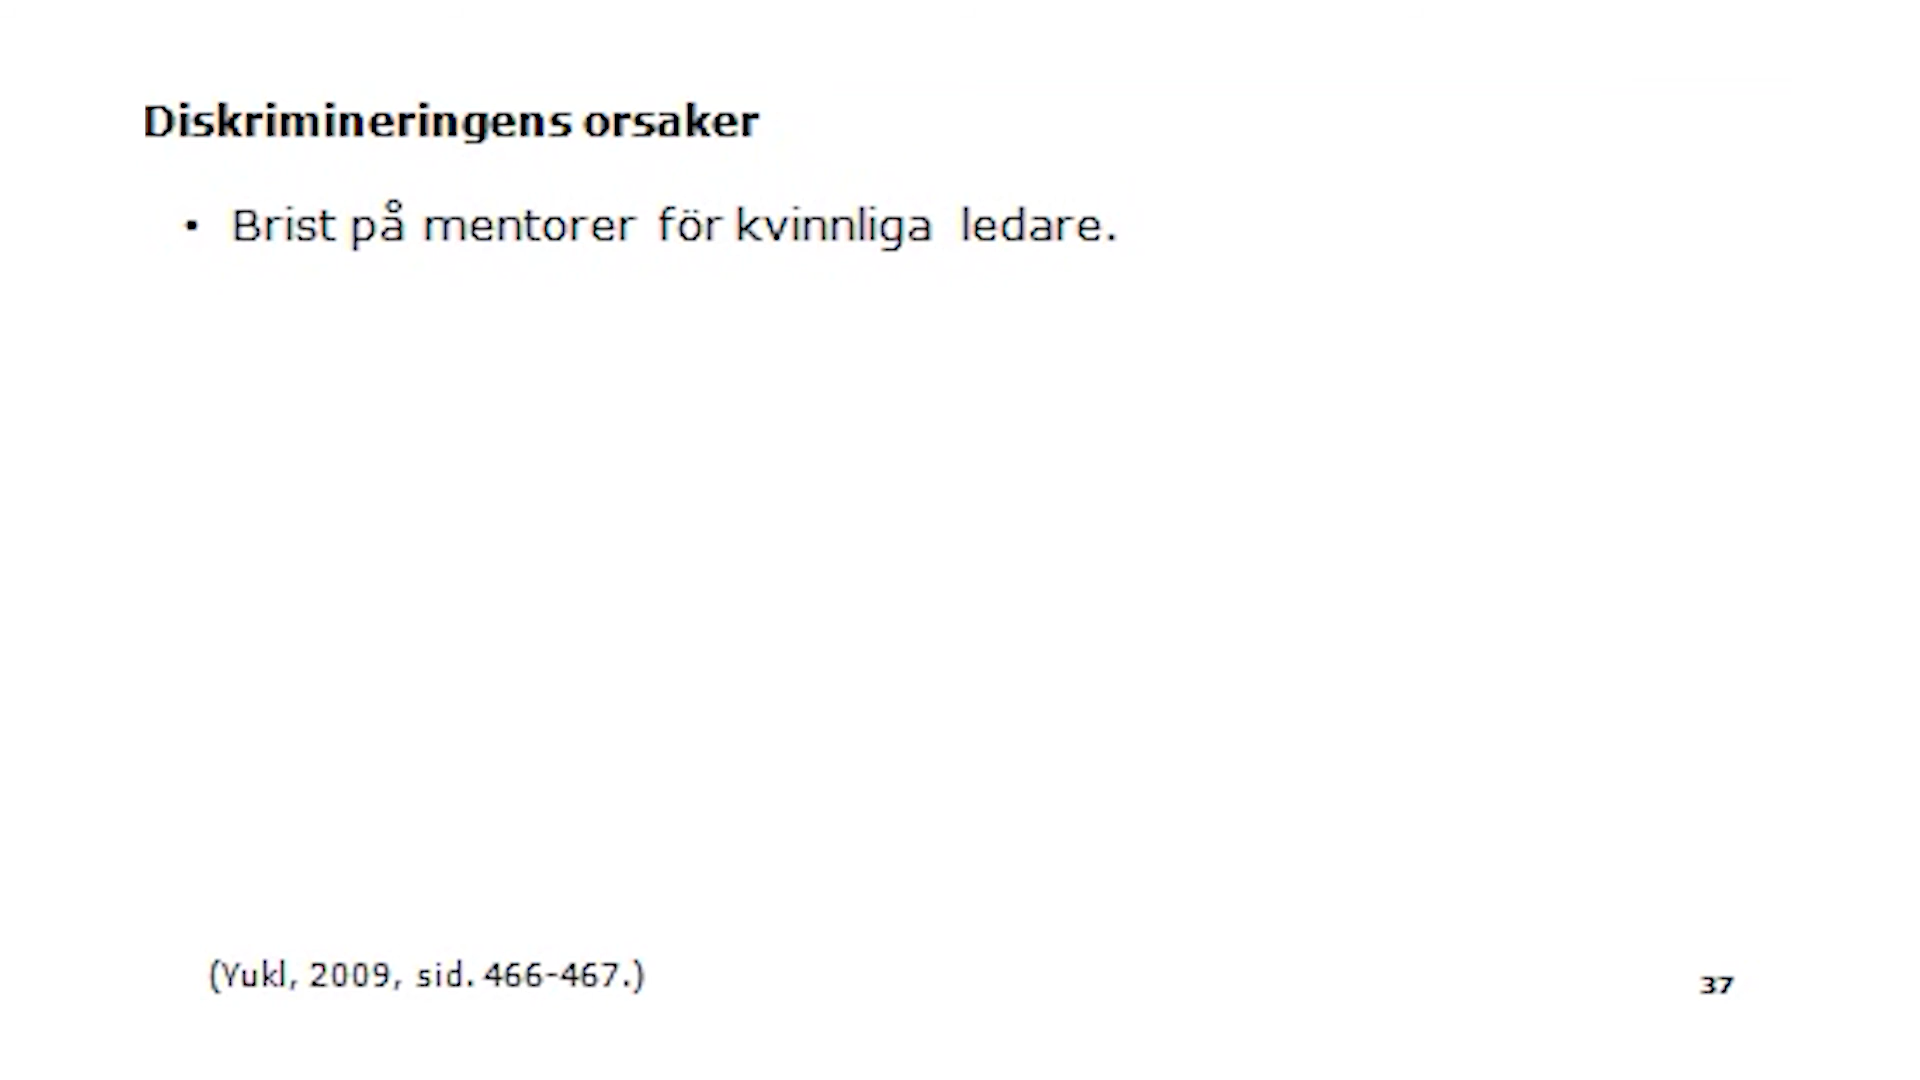 Diskrimineringens orsaker
• Brist på mentorer för kvinnliga ledare.
(Yukl, 2009, sid. 466-467.)
37